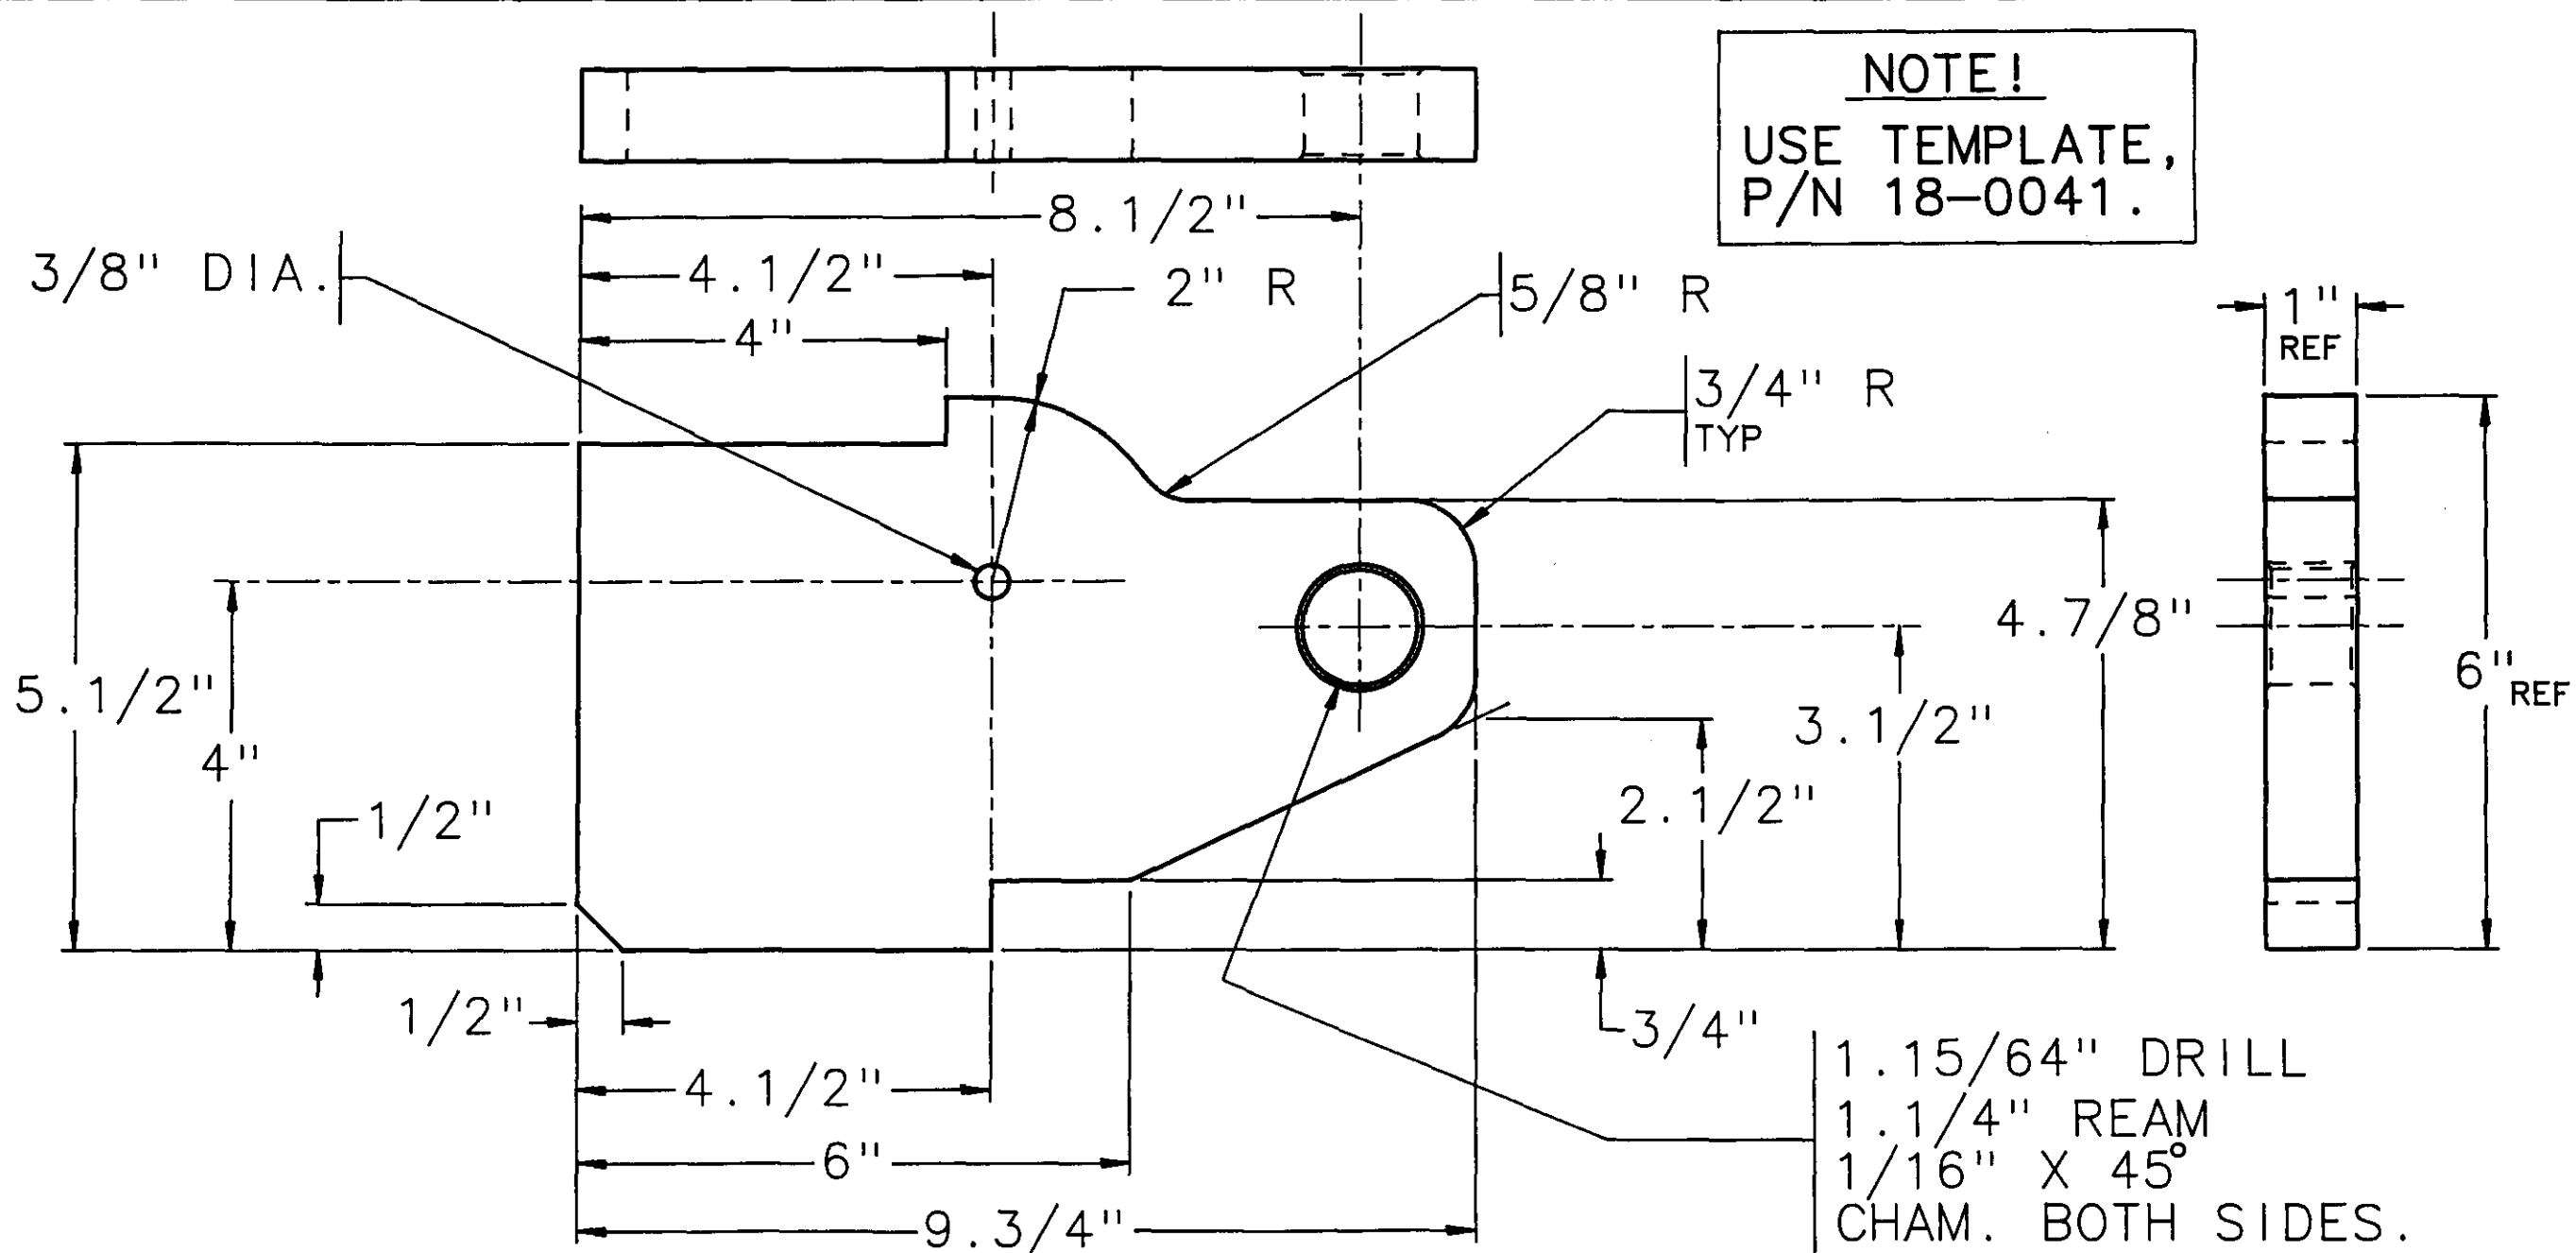 NOTE!
USE TEMPLATE,
P/N 18-0041.
8.1/2"
3/8" DIA.
4.1/2"
2" R
5/8" R
1"
REF
4"
3/4" R
TYP
4.7/8"
5.1/2"
6"
REF
3.1/2"
4"
2.1/2"
1/2"
1/2"
3/4"
4.1/2"
6"
9.3/4"
1.15/64" DRILL
1.1/4" REAM
1/16" X 45°
CHAM. BOTH SIDES.